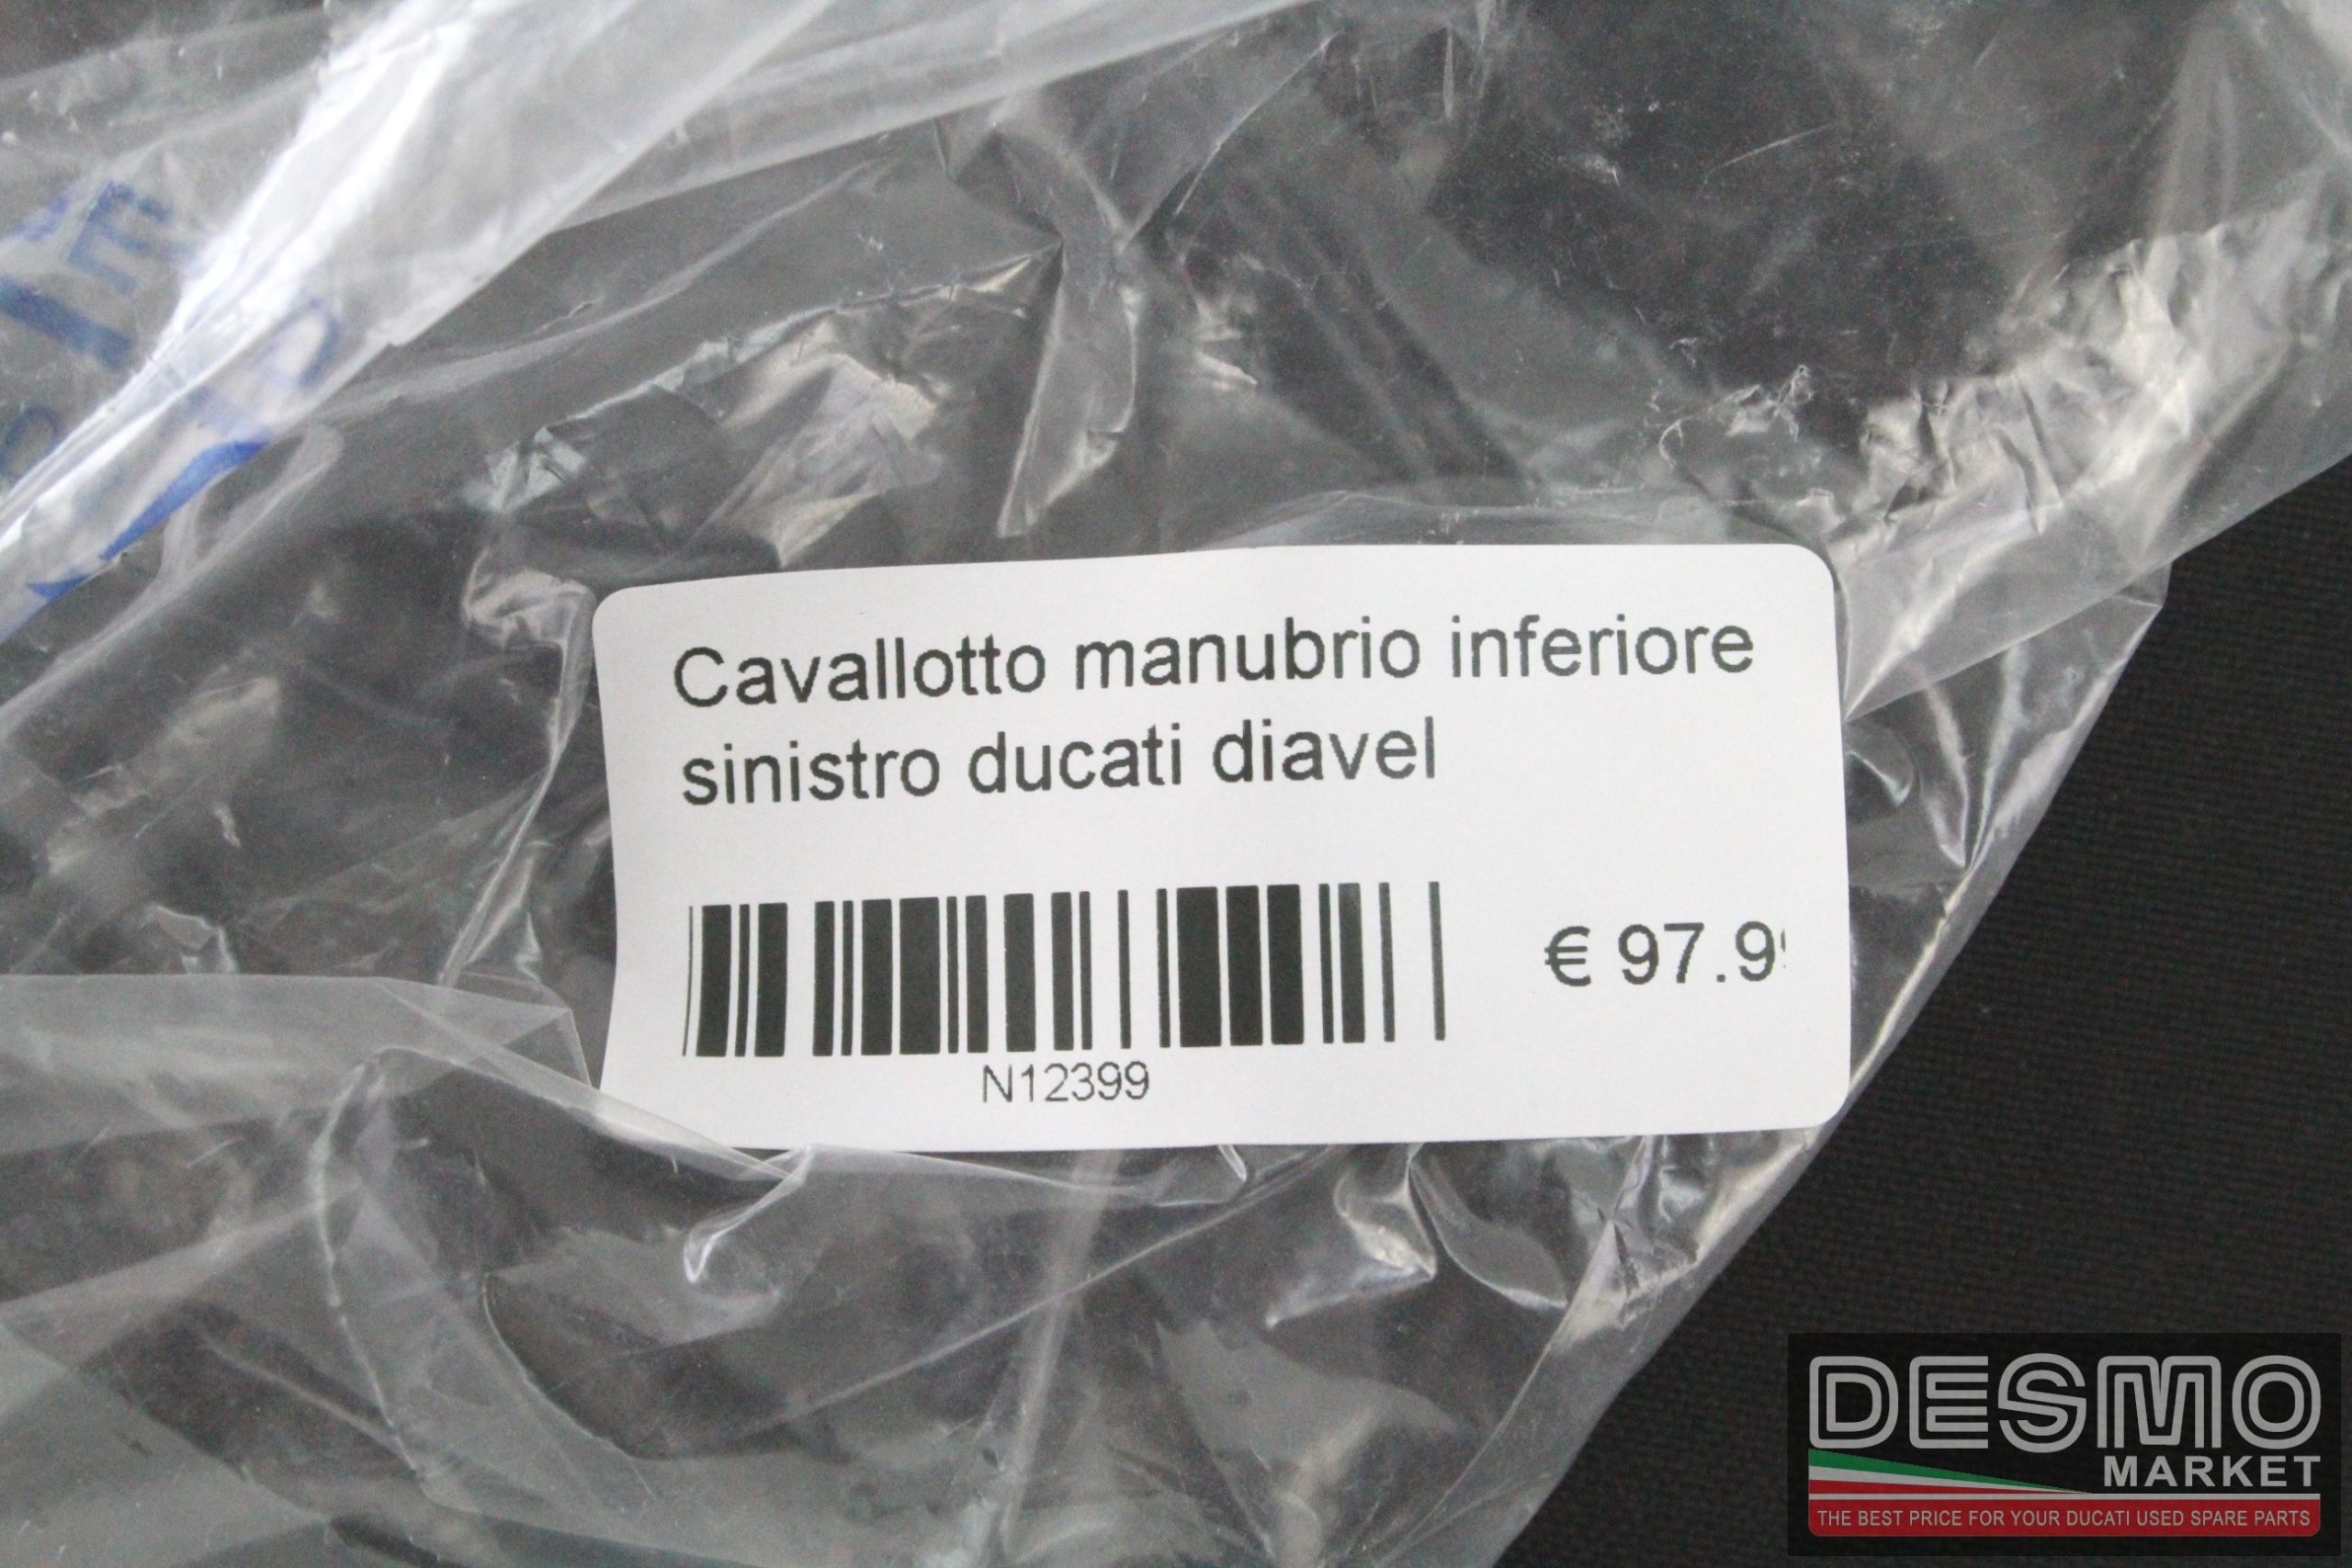 Cavallotto manubrio inferiore
sinistro ducati diavel
€ 97.9
N12399
DESMO
MARKET
THE BEST PRICE FOR YOUR DUCATI USED SPARE PARTS